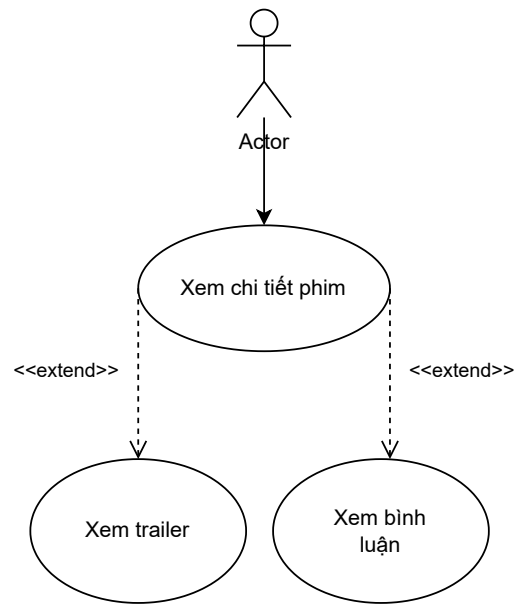 Actor
Xem chi tiết phim
<<extend>>
<<extend>>
Xem trailer
Xem bình
luận